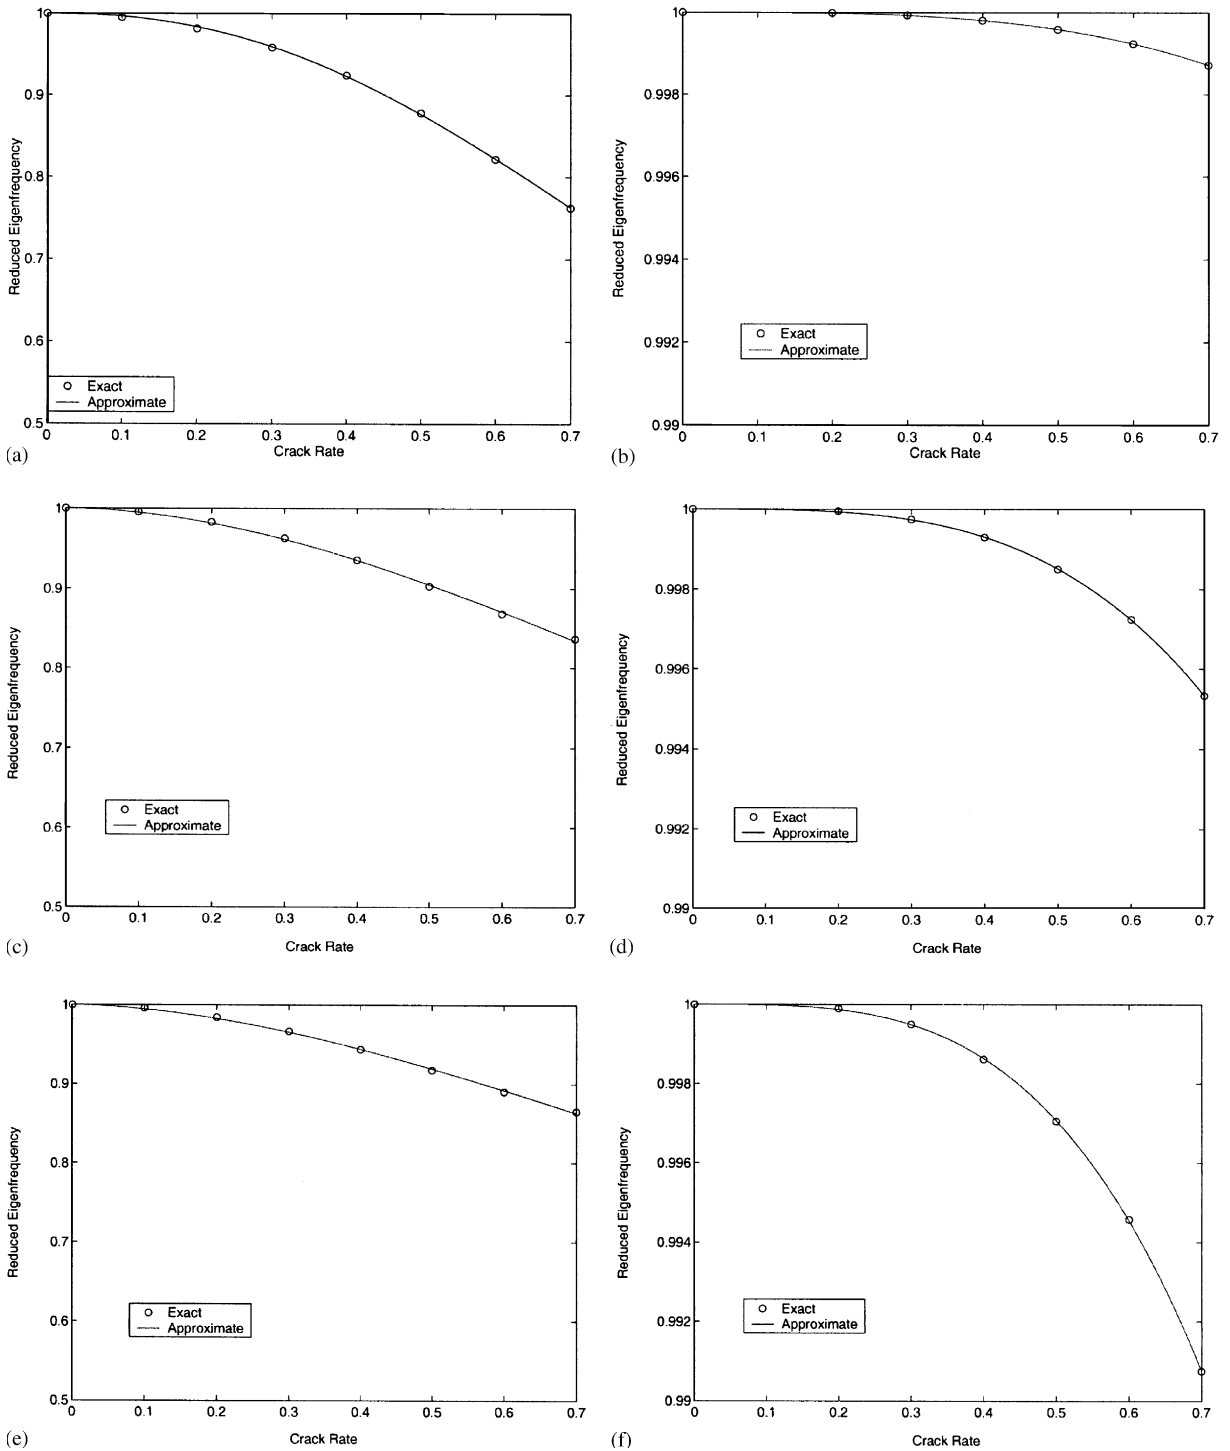 1
0.9
0.8
0.7
0.6
0.5
Reduced Eigenfrequency
Exact
Approximate
0 0.1 0.2 0.3 0.4 0.5 0.6 0.7
Crack Rate
(a)
1
0.998
0.996
0.994
0.992
0.99
Reduced Eigenfrequency
Exact
Approximate
0 0.1 0.2 0.3 0.4 0.5 0.6 0.7
Crack Rate
(b)
1
0.9
0.8
0.7
0.6
0.5
Reduced Eigenfrequency
Exact
Approximate
0 0.1 0.2 0.3 0.4 0.5 0.6 0.7
Crack Rate
(c)
1
0.998
0.996
0.994
0.992
0.99
Reduced Eigenfrequency
Exact
Approximate
0 0.1 0.2 0.3 0.4 0.5 0.6 0.7
Crack Rate
(d)
1
0.9
0.8
0.7
0.6
0.5
Reduced Eigenfrequency
Exact
Approximate
0 0.1 0.2 0.3 0.4 0.5 0.6 0.7
Crack Rate
(e)
1
0.998
0.996
0.994
0.992
0.99
Reduced Eigenfrequency
Exact
Approximate
0 0.1 0.2 0.3 0.4 0.5 0.6 0.7
Crack Rate
(f)